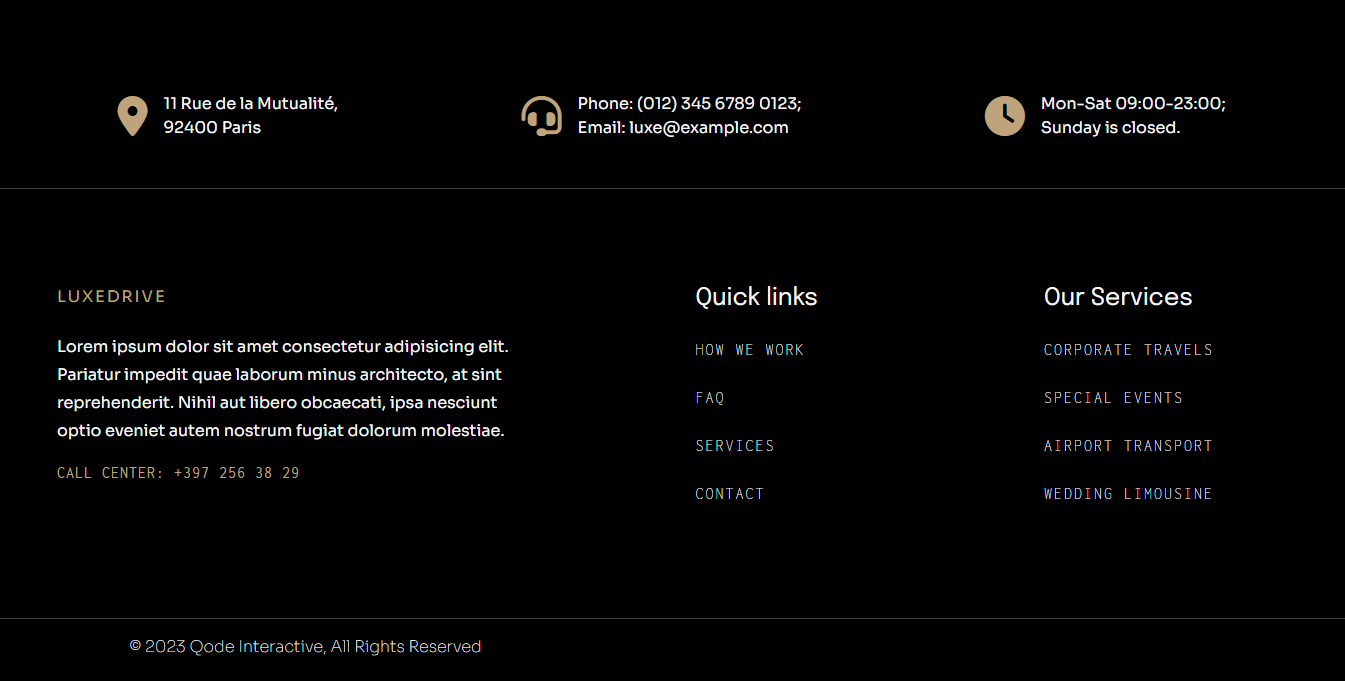 11 Rue de la Mutualité,
92400 Paris
Phone: (012) 345 6789 0123;
Email: luxe@example.com
Mon-Sat 09:00-23:00;
Sunday is closed.
LUXEDRIVE
Lorem ipsum dolor sit amet consectetur adipisicing elit.
Pariatur impedit quae laborum minus architecto, at sint
reprehenderit. Nihil aut libero obcaecati, ipsa nesciunt
optio eveniet autem nostrum fugiat dolorum molestiae.
CALL CENTER: +397 256 38 29
Quick links
HOW WE WORK
FAQ
SERVICES
CONTACT
Our Services
CORPORATE TRAVELS
SPECIAL EVENTS
AIRPORT TRANSPORT
WEDDING LIMOUSINE
© 2023 Qode Interactive, All Rights Reserved